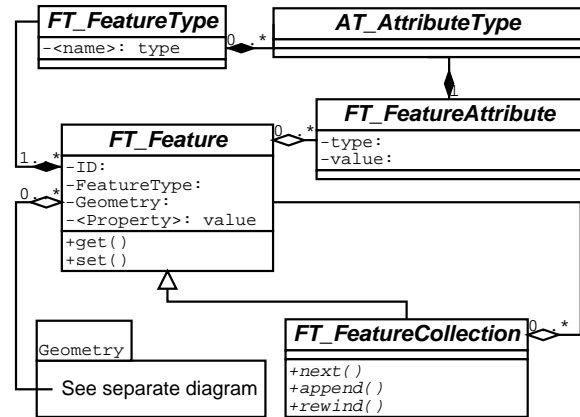 FT_FeatureType
-<name>: type
0..*
AT_AttributeType
1
FT_FeatureAttribute
-type:
-value:
0..*
FT_Feature
-ID:
-FeatureType:
-Geometry:
-<Property>: value
+get()
+set()
1..*
0..*
FT_FeatureCollection
+next()
+append()
+rewind()
0..*
Geometry
See separate diagram